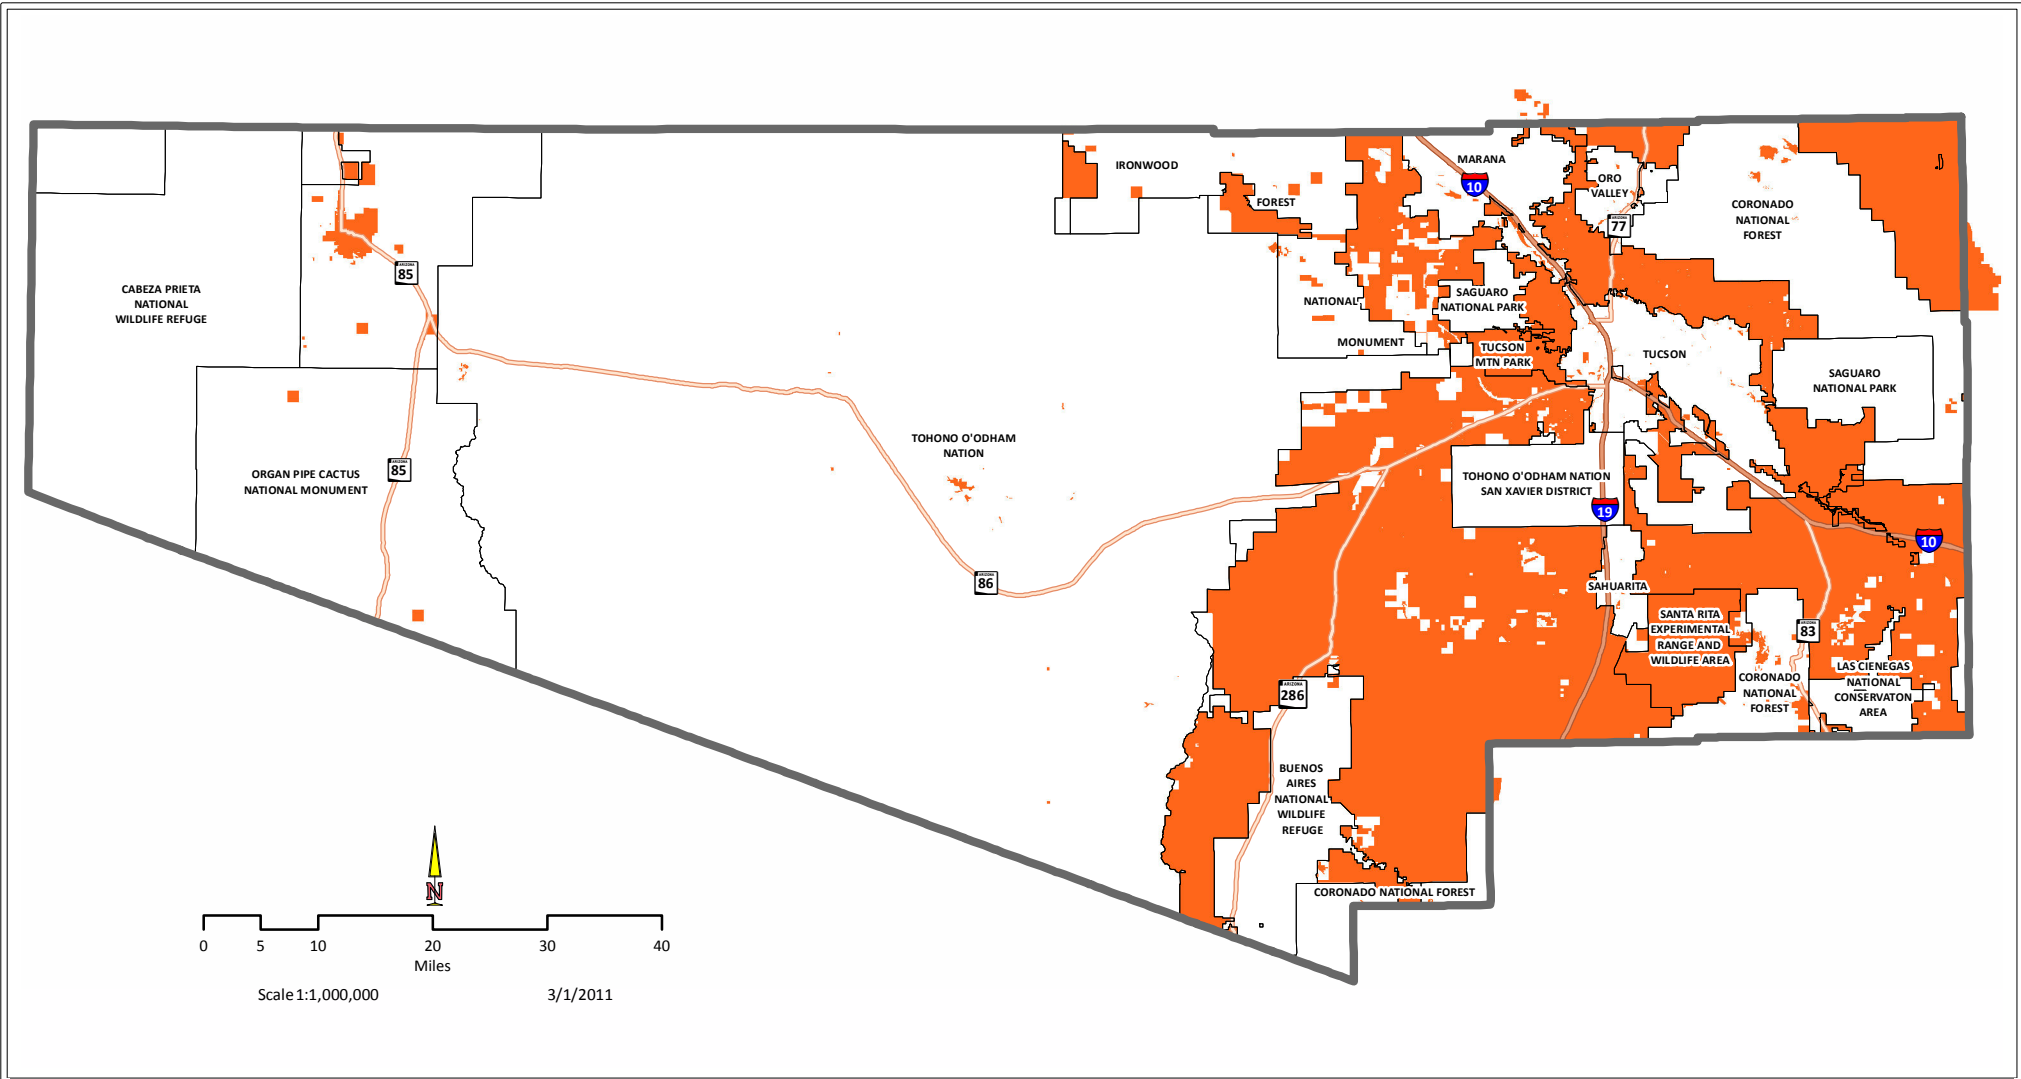 IRONWOOD
MARANA
10
ORO
VALLEY
FOREST
77
CORONADO
NATIONAL
FOREST
85
CABEZA PRIETA
NATIONAL
WILDLIFE REFUGE
NATIONAL
SAGUARO
NATIONAL PARK
MONUMENT
TUCSON
MTN PARK
TUCSON
SAGUARO
NATIONAL PARK
TOHONO O'ODHAM
NATION
ORGAN PIPE CACTUS
NATIONAL MONUMENT
85
TOHONO O'ODHAM NATION
SAN XAVIER DISTRICT
19
10
86
SAHUARITA
SANTA RITA
EXPERIMENTAL
RANGE AND
WILDLIFE AREA
83
LAS CIENEGAS
NATIONAL
CONSERVATON
AREA
CORONADO
NATIONAL
FOREST
ARIZONA
286
BUENOS
AIRES
NATIONAL
WILDLIFE
REFUGE
CORONADO NATIONAL FOREST
N
0 5 10 20 30 40
Miles
Scale 1:1,000,000
3/1/2011